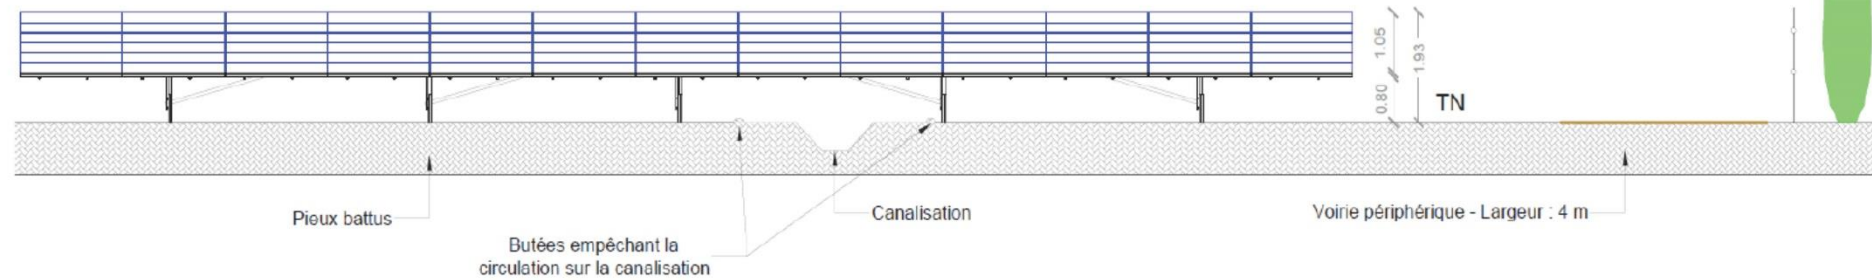 1.05
1.93
0.80
TN
Pieux battus
Canalisation
Voirie périphérique - Largeur : 4 m
Butées empêchant la
circulation sur la canalisation